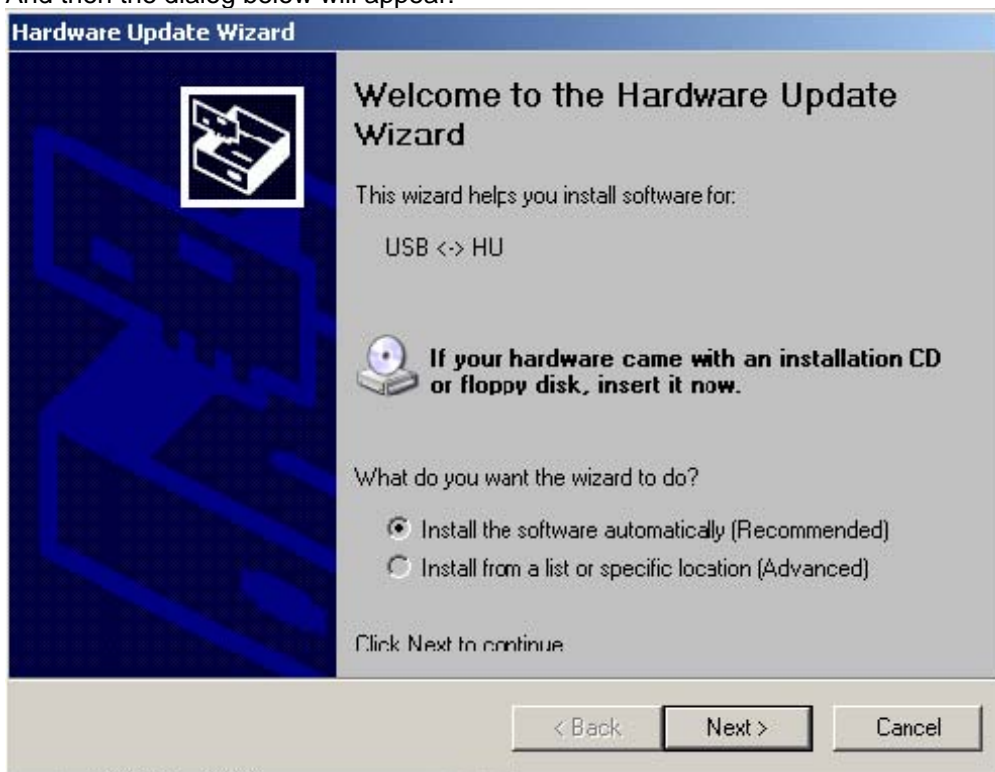 And then the dialog below will appear.
Hardware Update Wizard
Welcome to the Hardware Update
Wizard
This wizard helps you install software for:
USB <-> HU
If your hardware came with an installation CD
or floppy disk, insert it now.
What do you want the wizard to do?
Install the software automatically (Recommended)
Install from a list or specific location (Advanced)
Click Next to continue
< Back
Next >
Cancel